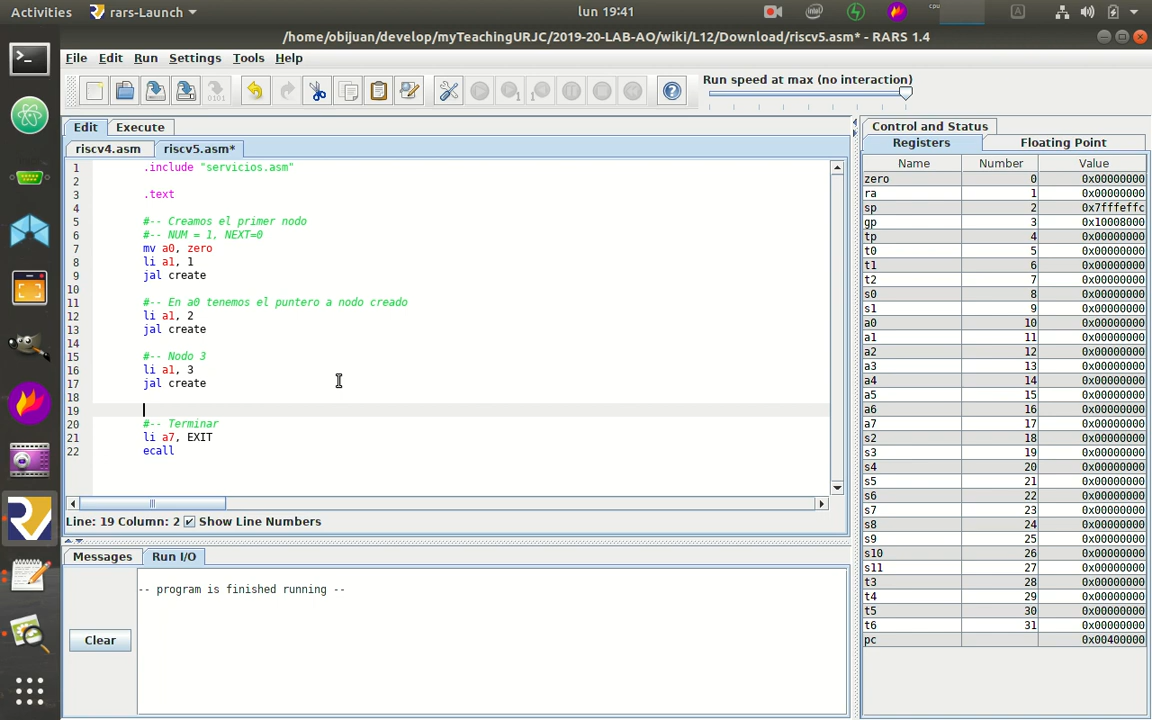 Activities rars-Launch lun 19:41 cpu A
/home/obijuan/develop/myTeachingURJC/2019-20-LAB-AO/wiki/L12/Download/riscv5.asm* - RARS 1.4
File Edit Run Settings Tools Help
Run speed at max (no interaction)
Edit Execute
riscv4.asm riscv5.asm*
1 .include "servicios.asm"
2
3 .text
4
5 #-- Creamos el primer nodo
6 #-- NUM = 1, NEXT=0
7 mv a0, zero
8 li a1, 1
9 jal create
10
11 #-- En a0 tenemos el puntero a nodo creado
12 li a1, 2
13 jal create
14
15 #-- Nodo 3
16 li a1, 3
17 jal create
18
19
20 #-- Terminar
21 li a7, EXIT
22 ecall
Line: 19 Column: 2 Show Line Numbers
Messages Run I/O
-- program is finished running --
Clear
Control and Status
Registers Floating Point
Name Number Value
zero 0 0x00000000
ra 1 0x00000000
sp 2 0x7fffeffc
gp 3 0x10008000
tp 4 0x00000000
t0 5 0x00000000
t1 6 0x00000000
t2 7 0x00000000
s0 8 0x00000000
s1 9 0x00000000
a0 10 0x00000000
a1 11 0x00000000
a2 12 0x00000000
a3 13 0x00000000
a4 14 0x00000000
a5 15 0x00000000
a6 16 0x00000000
a7 17 0x00000000
s2 18 0x00000000
s3 19 0x00000000
s4 20 0x00000000
s5 21 0x00000000
s6 22 0x00000000
s7 23 0x00000000
s8 24 0x00000000
s9 25 0x00000000
s10 26 0x00000000
s11 27 0x00000000
t3 28 0x00000000
t4 29 0x00000000
t5 30 0x00000000
t6 31 0x00000000
pc 0x00400000